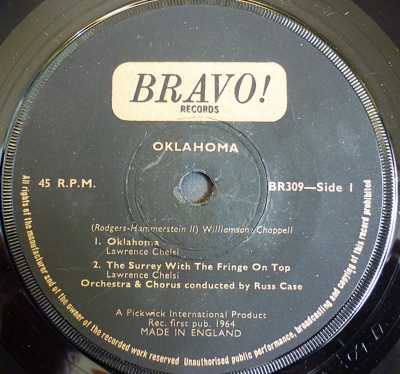 BRAVO!
RECORDS
OKLAHOMA
45 R.P.M.
BR309—Side 1
(Rodgers-Hammerstein II) Williamson/Chappell
1. Oklahoma
Lawrence Chelsi
2. The Surrey With The Fringe On Top
Lawrence Chelsi
Orchestra & Chorus conducted by Russ Case
A Pickwick International Product
Rec. first pub. 1964
MADE IN ENGLAND
All rights of the manufacturer and of the owner of the recorded work reserved Unauthorised public performance, broadcasting and copying of this record prohibited